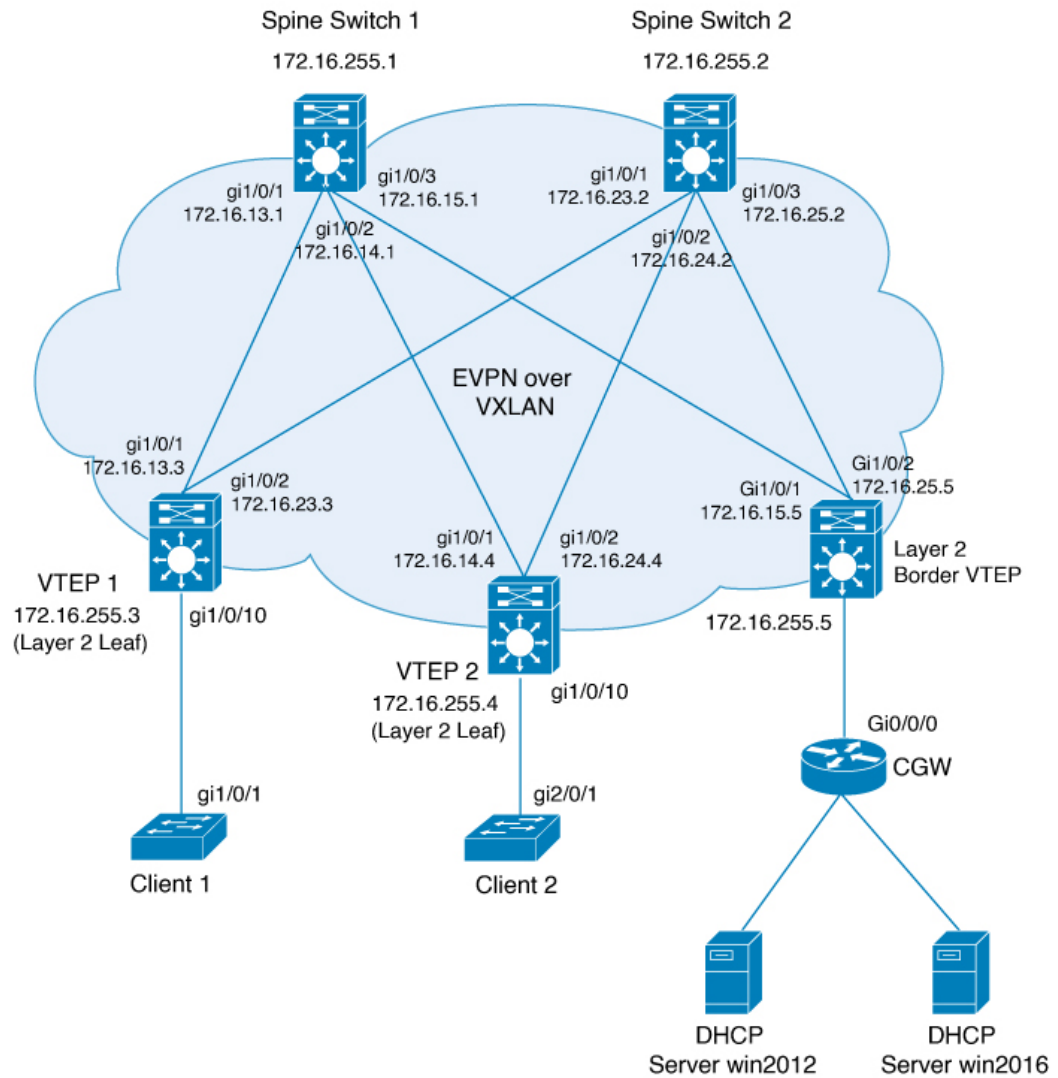 Spine Switch 1
172.16.255.1
Spine Switch 2
172.16.255.2
gi1/0/1
172.16.13.1
gi1/0/3
172.16.15.1
gi1/0/2
172.16.14.1
gi1/0/1
172.16.23.2
gi1/0/3
172.16.25.2
gi1/0/2
172.16.24.2
EVPN over
VXLAN
gi1/0/1
172.16.13.3
gi1/0/2
172.16.23.3
gi1/0/1
172.16.14.4
gi1/0/2
172.16.24.4
Gi1/0/1
172.16.15.5
Gi1/0/2
172.16.25.5
Layer 2
Border VTEP
172.16.255.5
VTEP 1
172.16.255.3
(Layer 2 Leaf)
gi1/0/10
VTEP 2
172.16.255.4
(Layer 2 Leaf)
gi1/0/10
Gi0/0/0
CGW
gi1/0/1
Client 1
gi2/0/1
Client 2
DHCP
Server win2012
DHCP
Server win2016